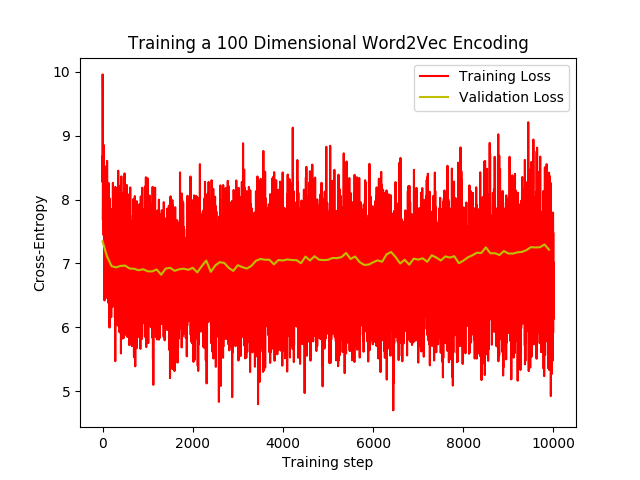 Training a 100 Dimensional Word2Vec Encoding
Training Loss
Validation Loss
Cross-Entropy
10
9
8
7
6
5
0 2000 4000 6000 8000 10000
Training step